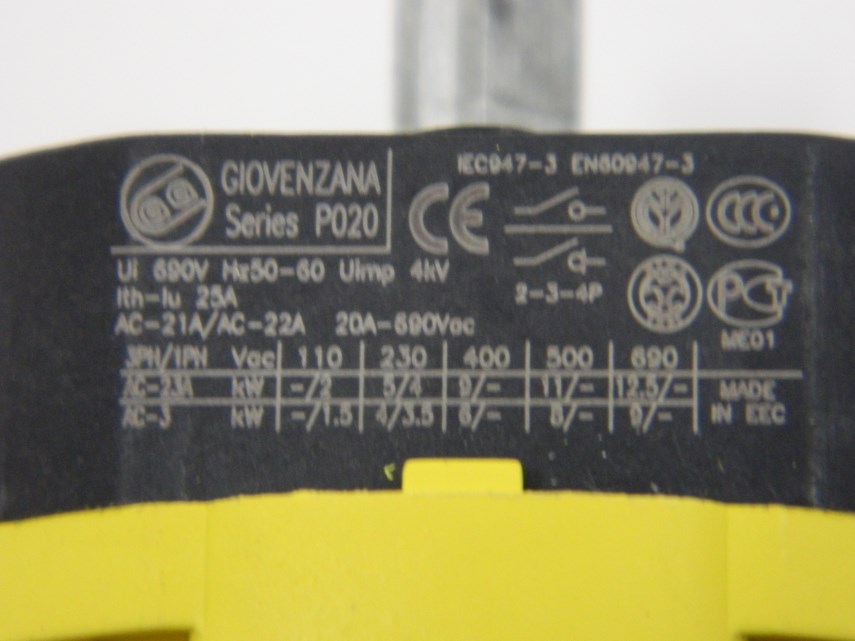 IEC947-3 EN60947-3
GIOVENZANA
Series P020
CE
CCC
2-3-4P
PCT
ME01
Ui 690V Hz50-60 Uimp 4kV
Ith-Iu 25A
AC-21A/AC-22A 20A-690Vac
3PH/1PH Vac 110 230 400 500 690
AC-23A kW -/2 5/4 9/- 11/- 12,5/- MADE
AC-3 kW -/1.5 4/3.5 6/- 8/- 9/- IN EEC